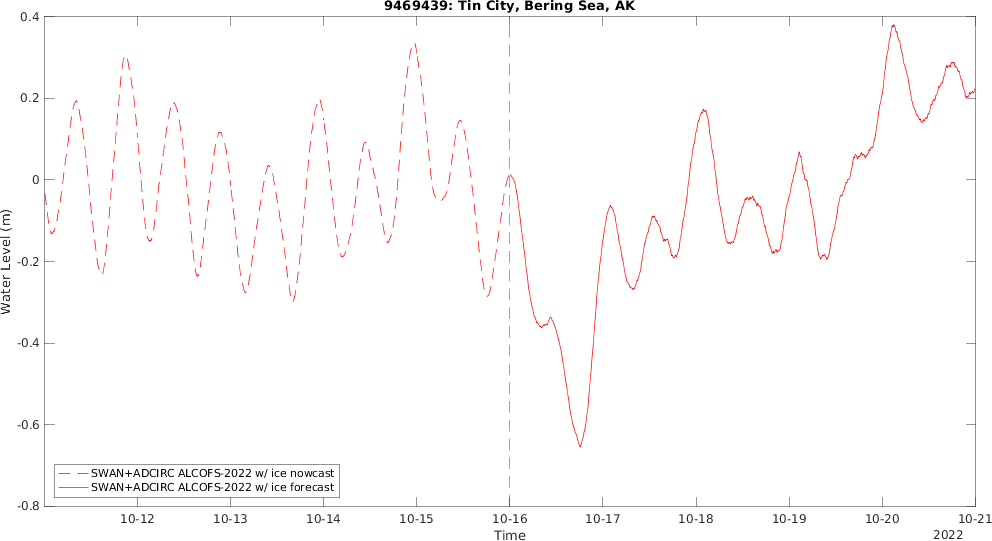 9469439: Tin City, Bering Sea, AK
Water Level (m)
0.4
0.2
0
-0.2
-0.4
-0.6
-0.8
SWAN+ADCIRC ALCOFS-2022 w/ ice nowcast
SWAN+ADCIRC ALCOFS-2022 w/ ice forecast
10-12 10-13 10-14 10-15 10-16 10-17 10-18 10-19 10-20 10-21
Time
2022